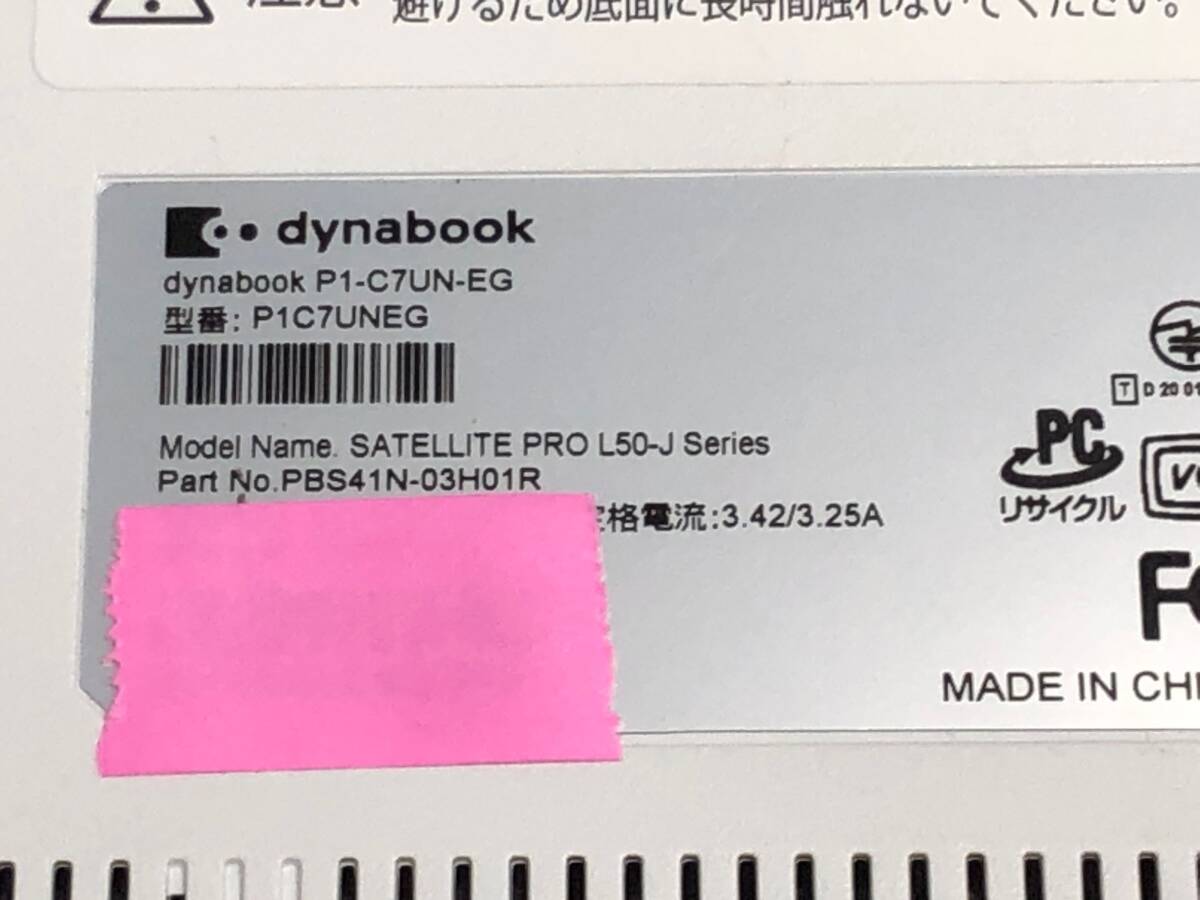 避けるため底面に長時間触れないでください。
dynabook
dynabook P1-C7UN-EG
型番: P1C7UNEG
Model Name. SATELLITE PRO L50-J Series
Part No.PBS41N-03H01R
格電流:3.42/3.25A
T D 20 01
PC
リサイクル
MADE IN CHI